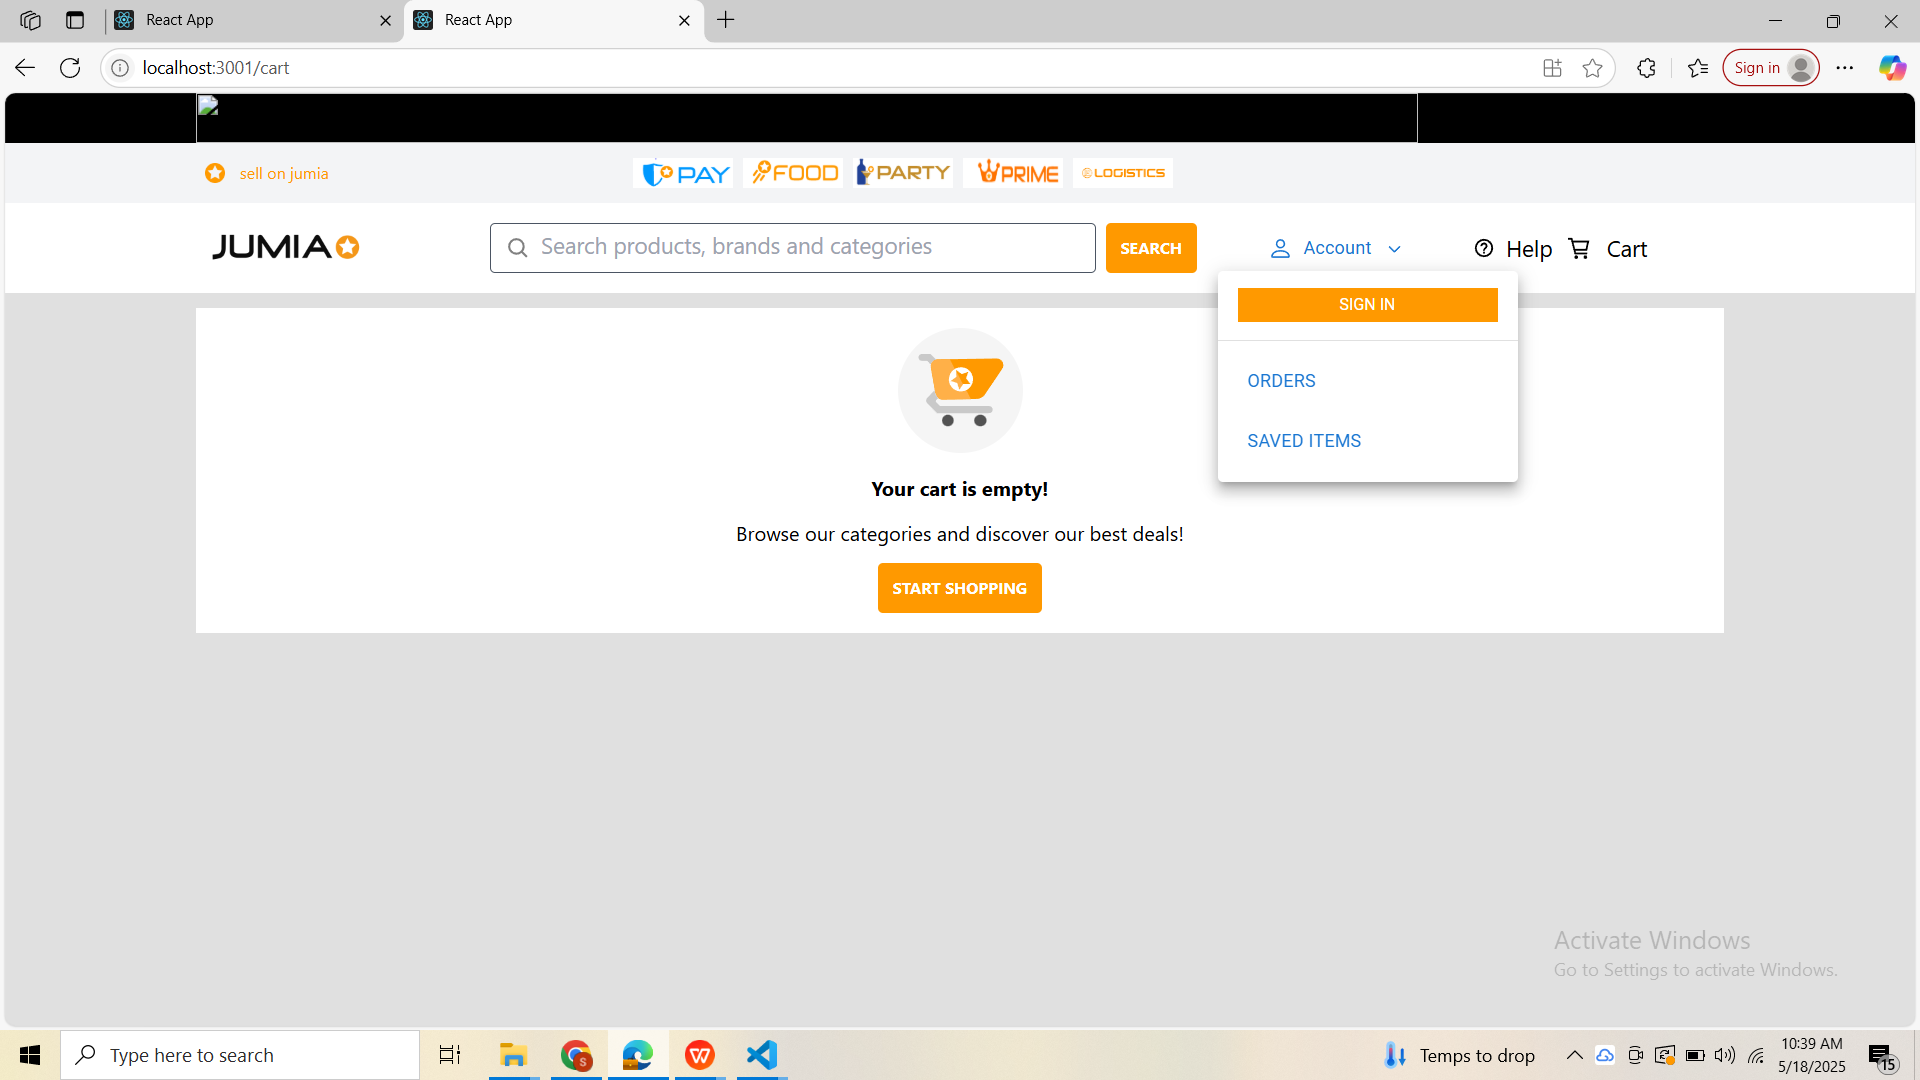 React App
React App
localhost:3001/cart
Sign in
sell on jumia
PAY
FOOD
PARTY
PRIME
LOGISTICS
JUMIA
Search products, brands and categories
SEARCH
Account
Help
Cart
SIGN IN
ORDERS
SAVED ITEMS
Your cart is empty!
Browse our categories and discover our best deals!
START SHOPPING
Activate Windows
Go to Settings to activate Windows.
Type here to search
S
W
Temps to drop
10:39 AM
5/18/2025
15